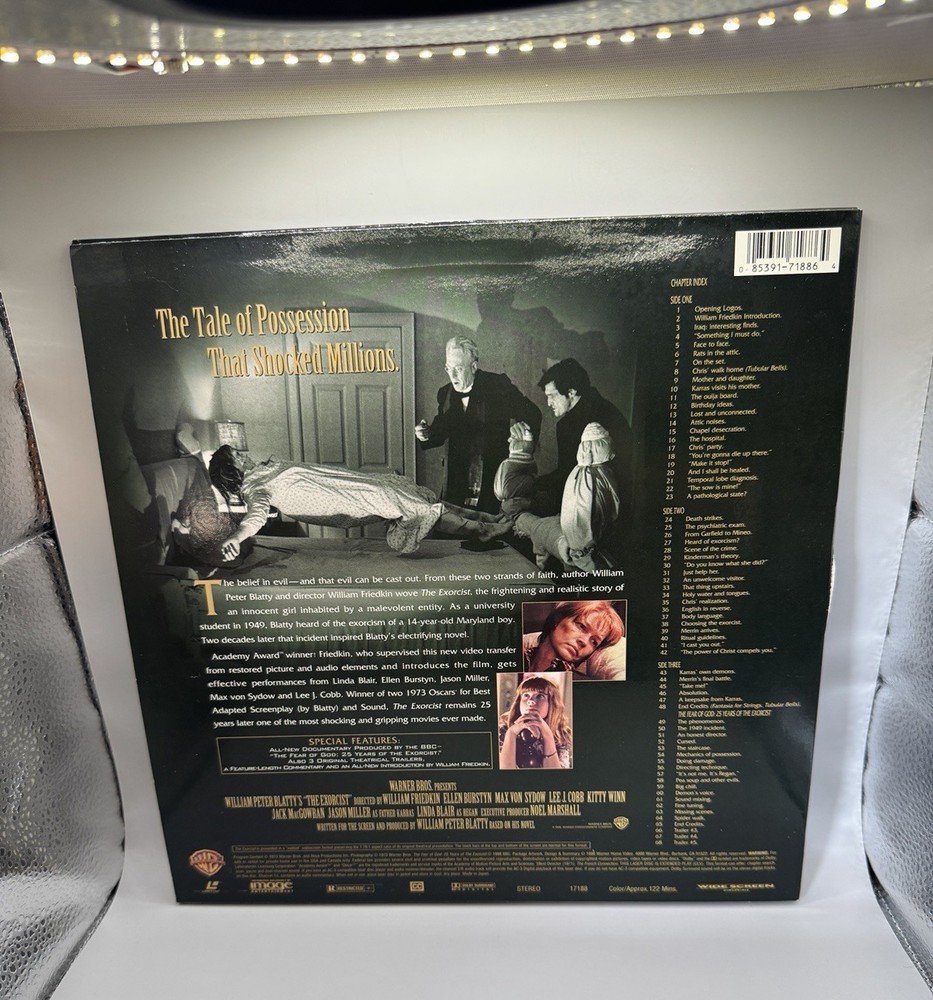 0 85391-71886 4
The Tale of Possession
That Shocked Millions.
The belief in evil—and that evil can be cast out. From these two strands of faith, author William
Peter Blatty and director William Friedkin wove The Exorcist, the frightening and realistic story of
an innocent girl inhabited by a malevolent entity. As a university
student in 1949, Blatty heard of the exorcism of a 14-year-old Maryland boy.
Two decades later that incident inspired Blatty's electrifying novel.
Academy Award™ winner: Friedkin, who supervised this new video transfer
from restored picture and audio elements and introduces the film, gets
effective performances from Linda Blair, Ellen Burstyn, Jason Miller,
Max von Sydow and Lee J. Cobb. Winner of two 1973 Oscars® for Best
Adapted Screenplay (by Blatty) and Sound, The Exorcist remains 25
years later one of the most shocking and gripping movies ever made.
SPECIAL FEATURES:
ALL-NEW DOCUMENTARY PRODUCED BY THE BBC–
"THE FEAR OF GOD: 25 YEARS OF THE EXORCIST."
ALSO 3 ORIGINAL THEATRICAL TRAILERS,
A FEATURE-LENGTH COMMENTARY AND AN ALL-NEW INTRODUCTION BY WILLIAM FRIEDKIN.
WARNER BROS. PRESENTS
WILLIAM PETER BLATTY'S "THE EXORCIST" DIRECTED BY WILLIAM FRIEDKIN ELLEN BURSTYN MAX VON SYDOW LEE J. COBB KITTY WINN
JACK MacGOWRAN JASON MILLER AS FATHER KARRAS LINDA BLAIR AS REGAN EXECUTIVE PRODUCER NOEL MARSHALL
WRITTEN FOR THE SCREEN AND PRODUCED BY WILLIAM PETER BLATTY BASED ON HIS NOVEL
CHAPTER INDEX
SIDE ONE
1 Opening Logos.
2 William Friedkin Introduction.
3 Iraq: interesting finds.
4 "Something I must do."
5 Face to face.
6 Rats in the attic.
7 On the set.
8 Chris' walk home (Tubular Bells).
9 Mother and daughter.
10 Karras visits his mother.
11 The ouija board.
12 Birthday ideas.
13 Lost and unconnected.
14 Attic noises.
15 Chapel desecration.
16 The hospital.
17 Chris' party.
18 "You're gonna die up there."
19 "Make it stop!"
20 And I shall be healed.
21 Temporal lobe diagnosis.
22 "The sow is mine!"
23 A pathological state?
SIDE TWO
24 Death strikes.
25 The psychiatric exam.
26 From Garfield to Mineo.
27 Heard of exorcism?
28 Scene of the crime.
29 Kinderman's theory.
30 "Do you know what she did?"
31 Just help her.
32 An unwelcome visitor.
33 That thing upstairs.
34 Holy water and tongues.
35 Chris' realization.
36 English in reverse.
37 Body language.
38 Choosing the exorcist.
39 Merrin arrives.
40 Ritual guidelines.
41 "I cast you out."
42 "The power of Christ compels you."
SIDE THREE
43 Karras' own demons.
44 Merrin's final battle.
45 "Take me!"
46 Absolution.
47 A keepsake from Karras.
48 End Credits (Fantasia for Strings, Tubular Bells).
THE FEAR OF GOD: 25 YEARS OF THE EXORCIST
49 The phenomenon.
50 The 1949 incident.
51 An honest director.
52 Cursed.
53 The staircase.
54 Mechanics of possession.
55 Doing damage.
56 Directing technique.
57 "It's not me. It's Regan."
58 Pea soup and other evils.
59 Big chill.
60 Demon's voice.
61 Sound mixing.
62 Fine tuning.
63 Missing scenes.
64 Spider walk.
65 End Credits.
66 Trailer #3.
67 Trailer #4.
68 Trailer #5.
image
ENTERTAINMENT
R RESTRICTED
CC
STEREO
17188
Color/Approx. 122 Mins.
WIDE SCREEN